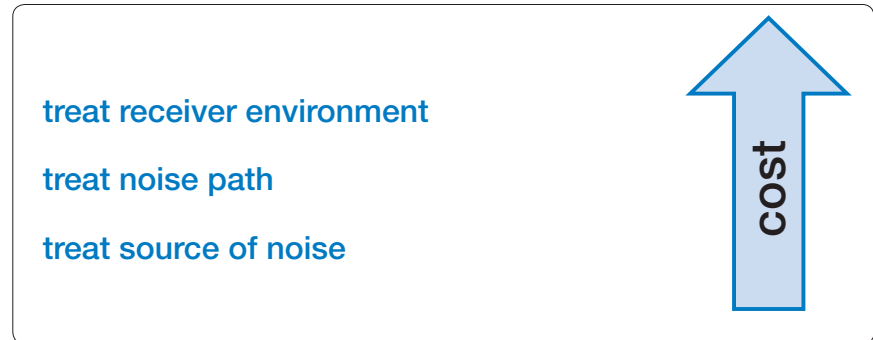 treat receiver environment
treat noise path
treat source of noise
cost